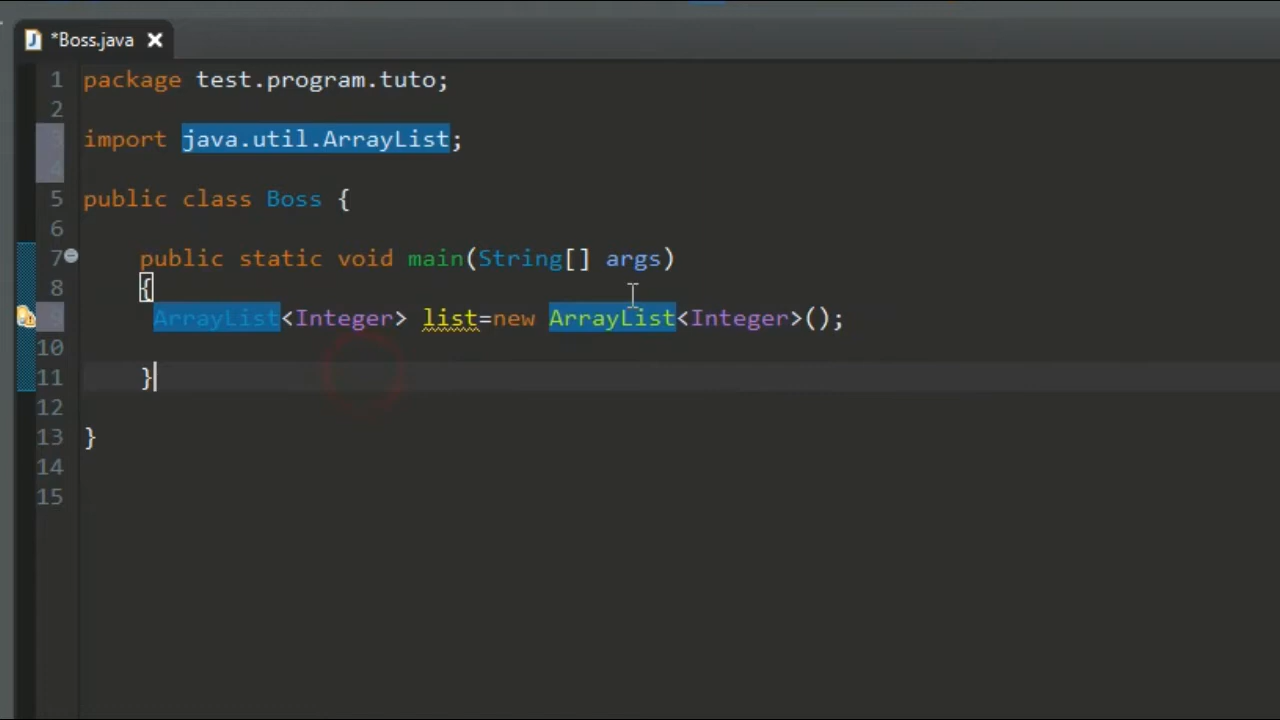 *Boss.java
1 package test.program.tuto;
2
3 import java.util.ArrayList;
4
5 public class Boss {
6
7 public static void main(String[] args)
8 {
9 ArrayList<Integer> list=new ArrayList<Integer>();
10
11 }
12
13 }
14
15